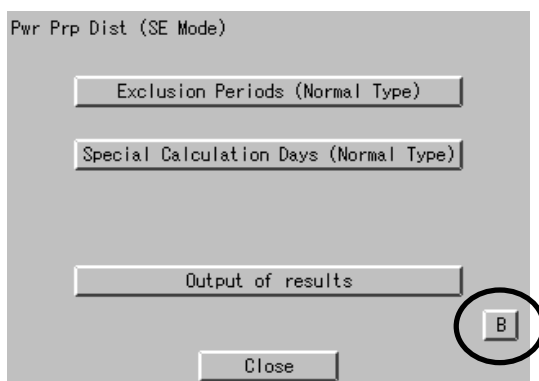 Pwr Prp Dist (SE Mode)
Exclusion Periods (Normal Type)
Special Calculation Days (Normal Type)
Output of results
B
Close